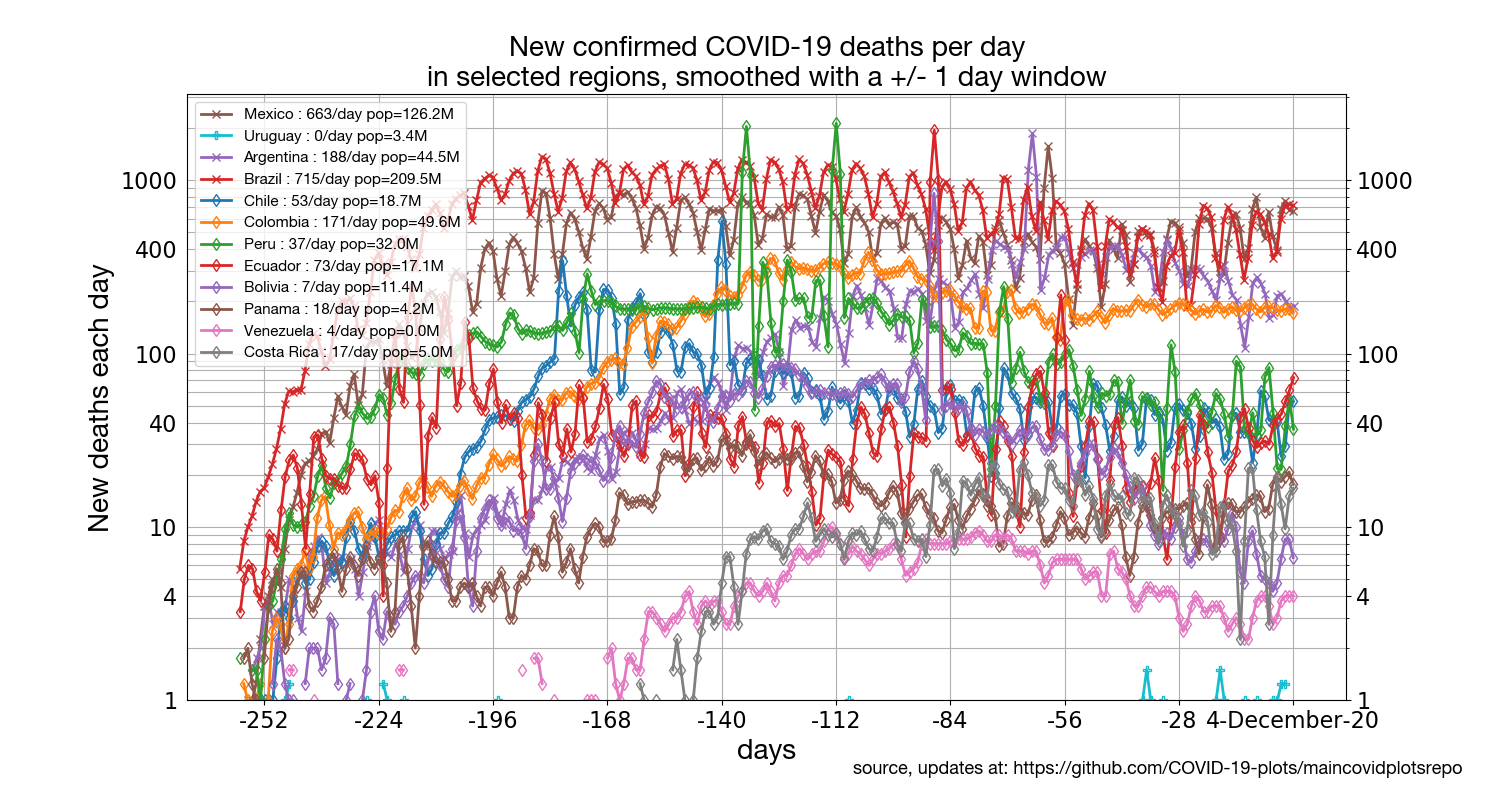 New confirmed COVID-19 deaths per day
in selected regions, smoothed with a +/- 1 day window
Mexico : 663/day pop=126.2M
Uruguay : 0/day pop=3.4M
Argentina : 188/day pop=44.5M
Brazil : 715/day pop=209.5M
Chile : 53/day pop=18.7M
Colombia : 171/day pop=49.6M
Peru : 37/day pop=32.0M
Ecuador : 73/day pop=17.1M
Bolivia : 7/day pop=11.4M
Panama : 18/day pop=4.2M
Venezuela : 4/day pop=0.0M
Costa Rica : 17/day pop=5.0M
New deaths each day
1000
400
100
40
10
4
1
1000
400
100
40
10
4
1
-252 -224 -196 -168 -140 -112 -84 -56 -28 4-December-20
days
source, updates at: https://github.com/COVID-19-plots/maincovidplotsrepo